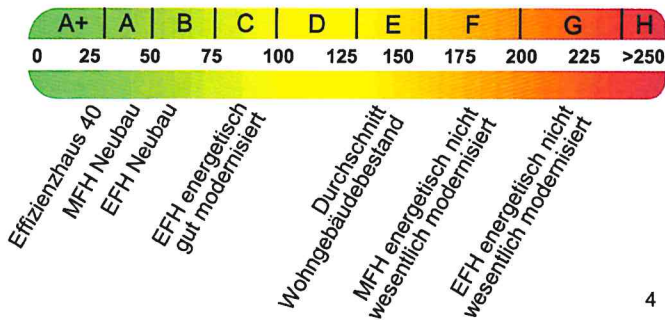 A+ A B C D E F G H
0 25 50 75 100 125 150 175 200 225 >250
Effizienzhaus 40
MFH Neubau
EFH Neubau
EFH energetisch
gut modernisiert
Durchschnitt
Wohngebäudebestand
MFH energetisch nicht
wesentlich modernisiert
EFH energetisch nicht
wesentlich modernisiert
4